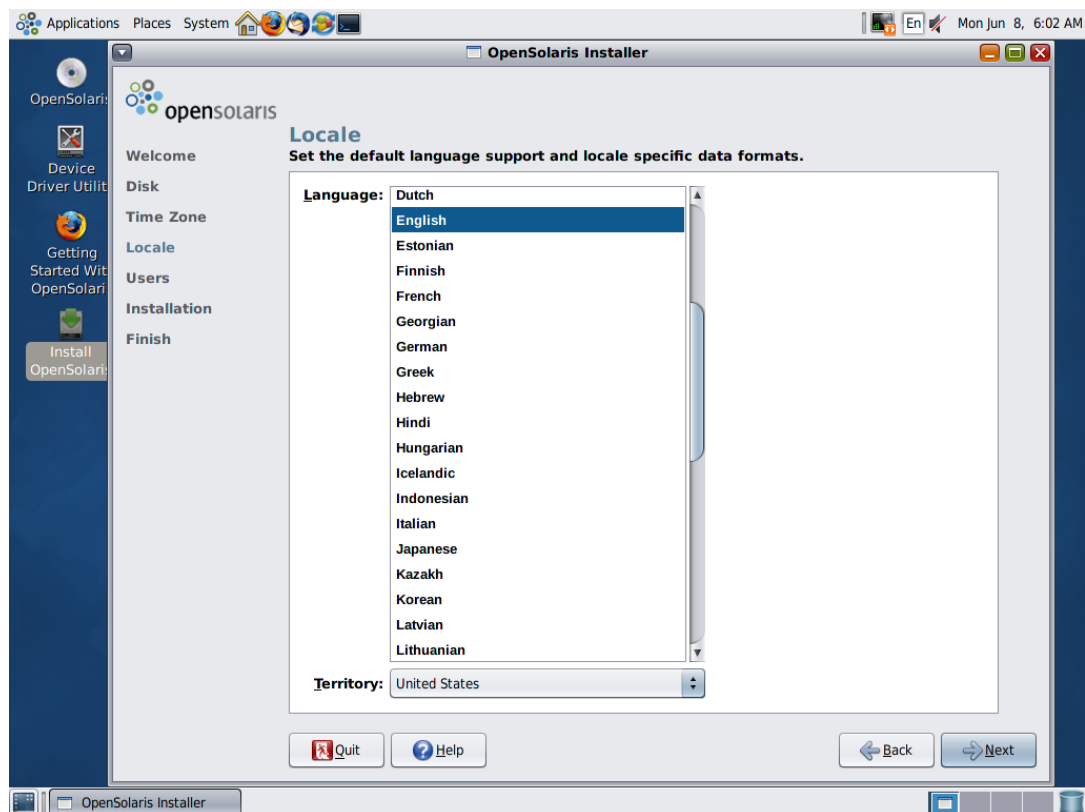 Applications Places System En Mon Jun 8, 6:02 AM
OpenSolaris Installer
OpenSolaris
Device
Driver Utilit
Getting
Started Wit
OpenSolari
Install
OpenSolaris
opensolaris
Welcome
Disk
Time Zone
Locale
Users
Installation
Finish
Locale
Set the default language support and locale specific data formats.
Language:
Dutch
English
Estonian
Finnish
French
Georgian
German
Greek
Hebrew
Hindi
Hungarian
Icelandic
Indonesian
Italian
Japanese
Kazakh
Korean
Latvian
Lithuanian
Territory: United States
Quit Help Back Next
OpenSolaris Installer